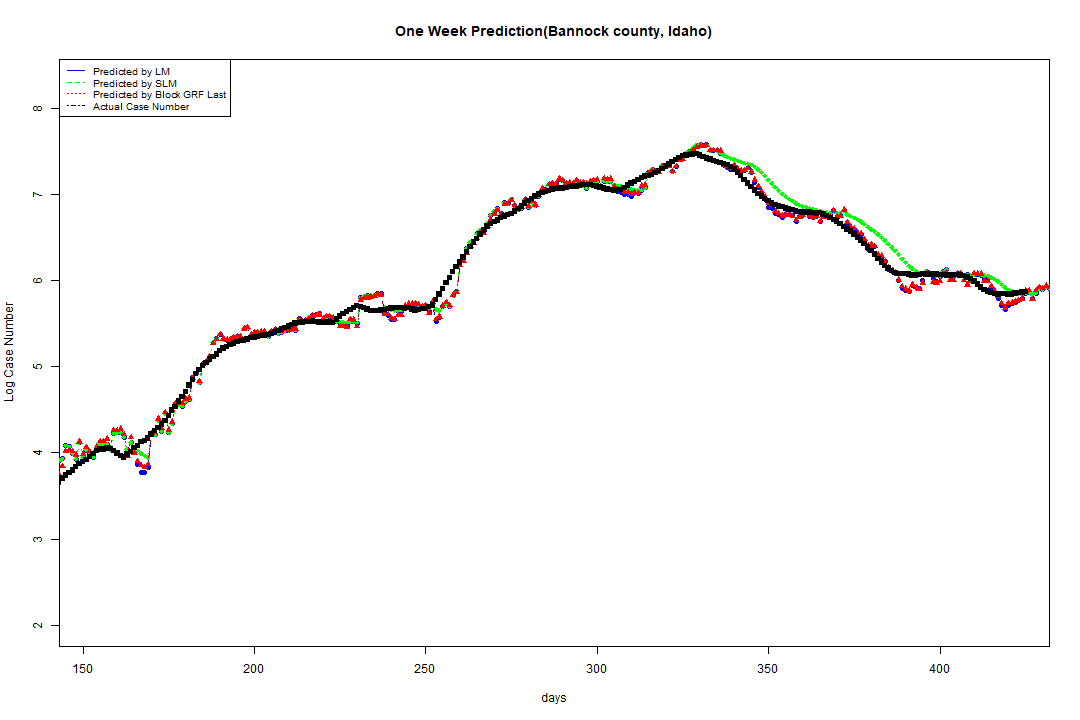 One Week Prediction(Bannock county, Idaho)
Predicted by LM
Predicted by SLM
Predicted by Block GRF Last
Actual Case Number
8
7
6
5
4
3
2
Log Case Number
150 200 250 300 350 400
days